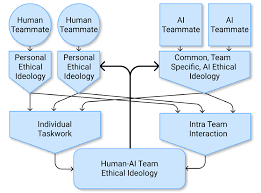 Human
Teammate
Human
Teammate
AI
Teammate
AI
Teammate
Personal
Ethical
Ideology
Personal
Ethical
Ideology
Common, Team
Specific, AI Ethical
Ideology
Individual
Taskwork
Intra Team
Interaction
Human-AI Team
Ethical Ideology